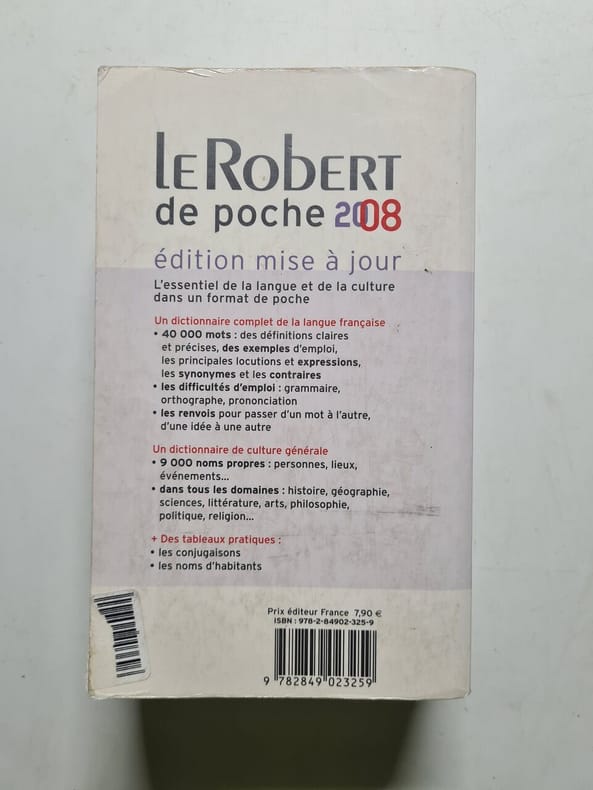 leRobert
de poche 2008
édition mise à jour
L'essentiel de la langue et de la culture
dans un format de poche
Un dictionnaire complet de la langue française
• 40 000 mots : des définitions claires
et précises, des exemples d'emploi,
les principales locutions et expressions,
les synonymes et les contraires
• les difficultés d'emploi : grammaire,
orthographe, prononciation
• les renvois pour passer d'un mot à l'autre,
d'une idée à une autre
Un dictionnaire de culture générale
• 9 000 noms propres : personnes, lieux,
événements...
• dans tous les domaines : histoire, géographie,
sciences, littérature, arts, philosophie,
politique, religion...
+ Des tableaux pratiques :
• les conjugaisons
• les noms d'habitants
Prix éditeur France 7,90 €
ISBN : 978-2-84902-325-9
9 782849 023259